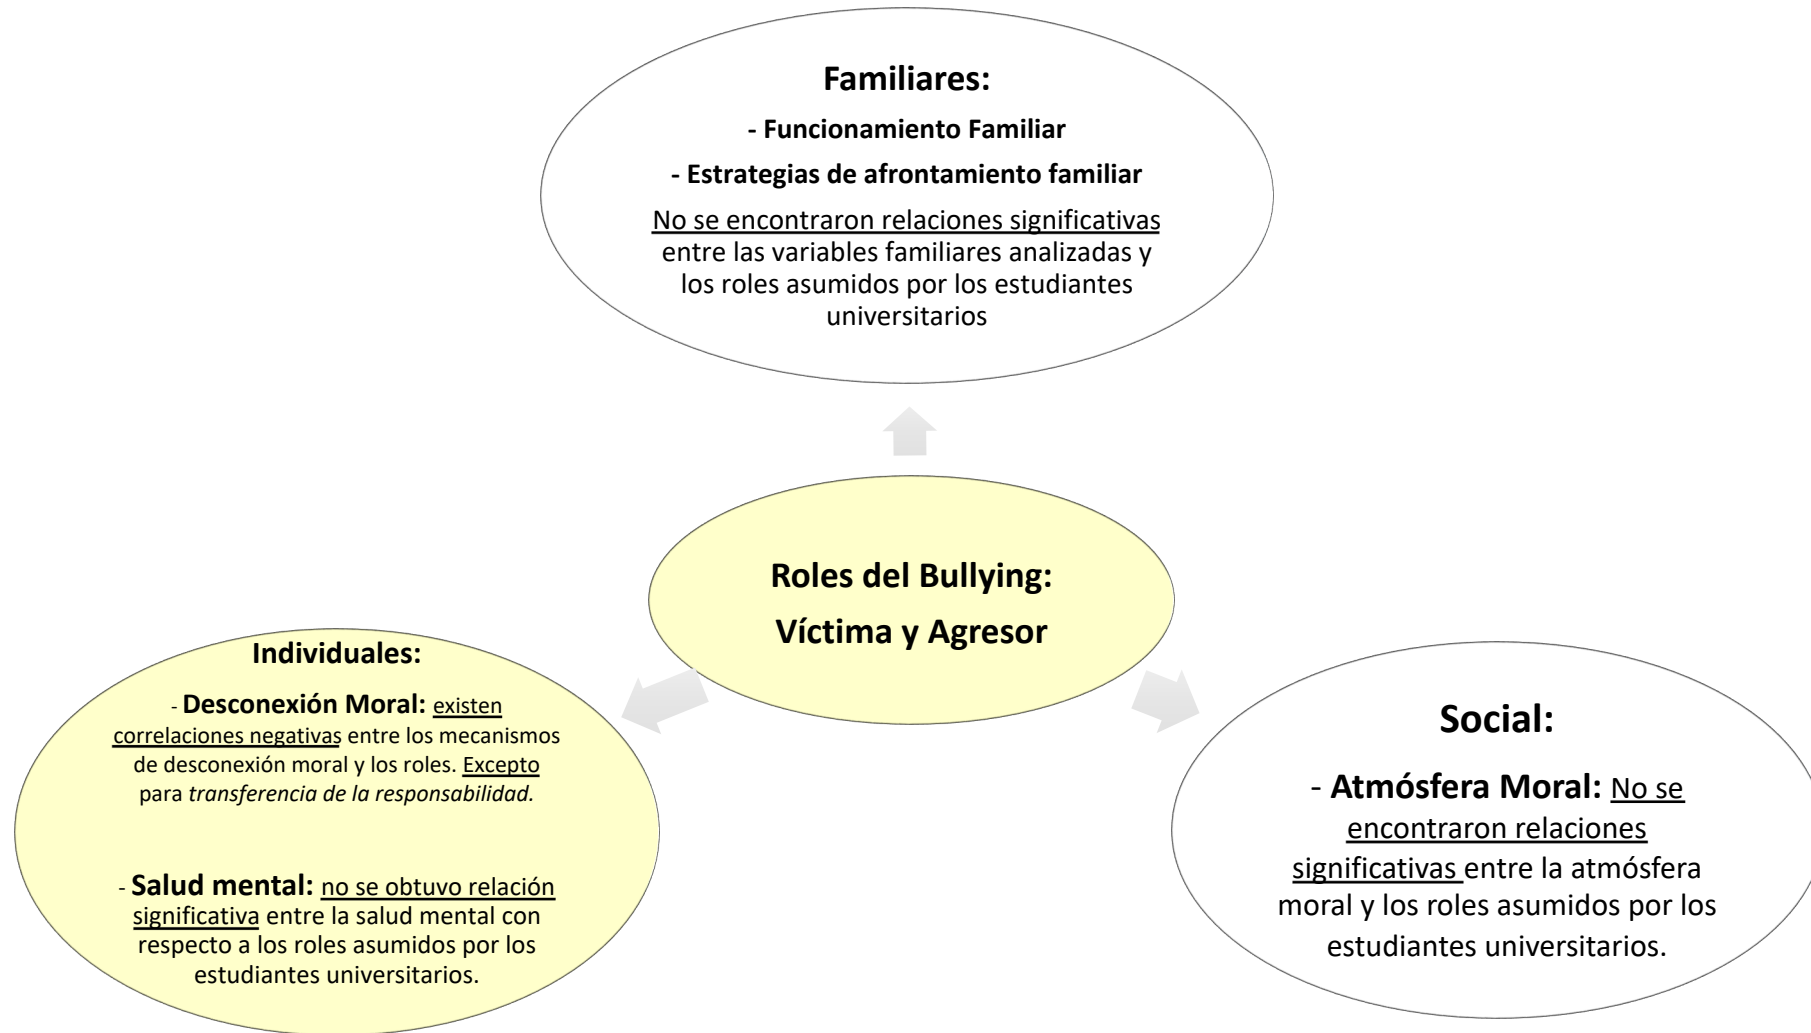 Familiares:
- Funcionamiento Familiar
- Estrategias de afrontamiento familiar
No se encontraron relaciones significativas
entre las variables familiares analizadas y
los roles asumidos por los estudiantes
universitarios
Roles del Bullying:
Víctima y Agresor
Individuales:
- Desconexión Moral: existen
correlaciones negativas entre los mecanismos
de desconexión moral y los roles. Excepto
para transferencia de la responsabilidad.
- Salud mental: no se obtuvo relación
significativa entre la salud mental con
respecto a los roles asumidos por los
estudiantes universitarios.
Social:
- Atmósfera Moral: No se
encontraron relaciones
significativas entre la atmósfera
moral y los roles asumidos por los
estudiantes universitarios.